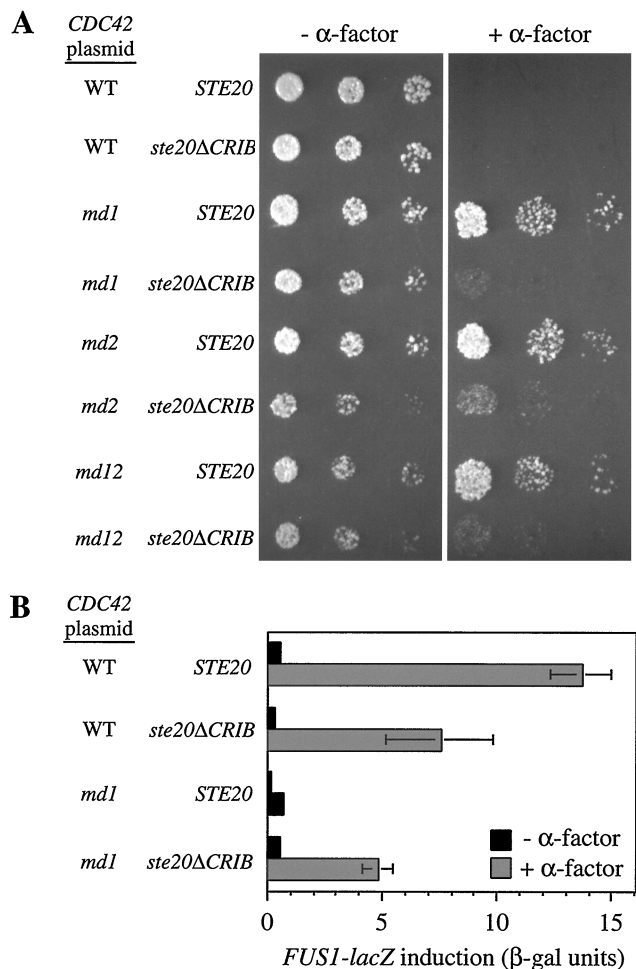 A
CDC42
plasmid
- α-factor
+ α-factor
WT STE20
WT ste20ΔCRIB
md1 STE20
md1 ste20ΔCRIB
md2 STE20
md2 ste20ΔCRIB
md12 STE20
md12 ste20ΔCRIB
B
CDC42
plasmid
WT STE20
WT ste20ΔCRIB
md1 STE20
md1 ste20ΔCRIB
- α-factor
+ α-factor
0 5 10 15
FUS1-lacZ induction (β-gal units)